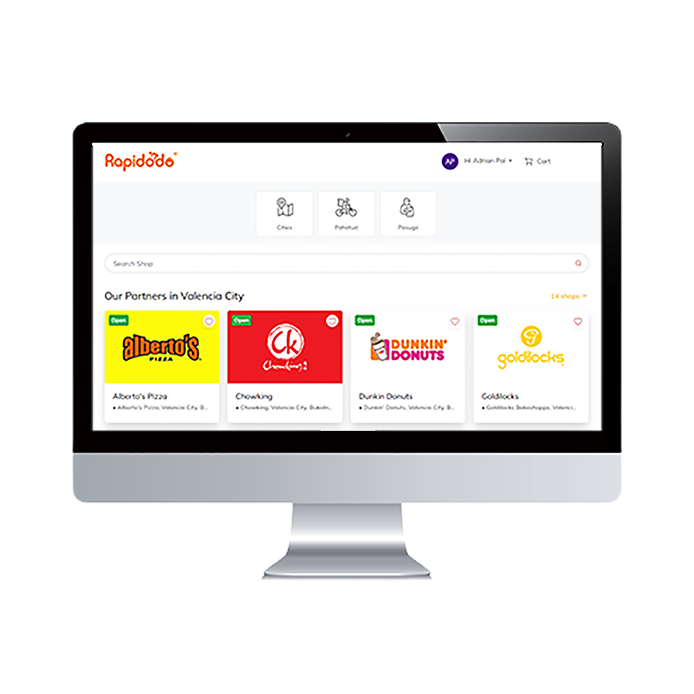 Rapidodo
AP Hi Adrian Pal Cart
Cities Pahatud Pasugo
Search Shop
Our Partners in Valencia City 14 shops
Open Open Open Open
alberto's
PIZZA
Ck
Chowking
DUNKIN'
DONUTS
goldilocks
Alberto's Pizza Chowking Dunkin Donuts Goldilocks
Alberto's Pizza, Valencia City, B... Chowking, Valencia City, Bukidn... Dunkin' Donuts, Valencia City, B... Goldilocks Bakeshoppe, Valenci...